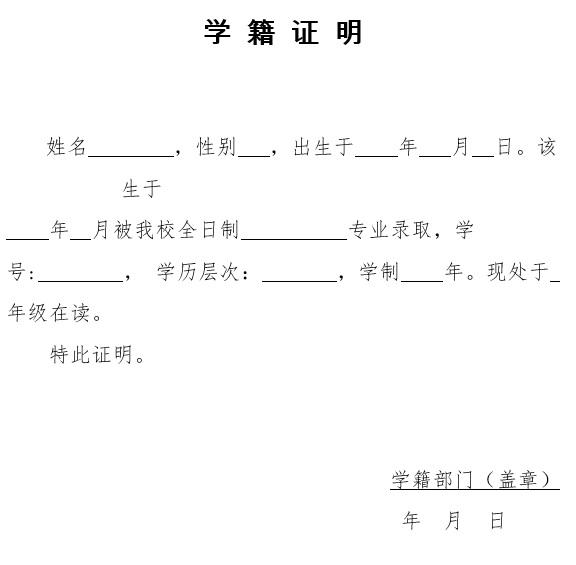 学 籍 证 明
姓名________，性别___，出生于____年___月__日。该
生于
____年__月被我校全日制__________专业录取，学
号:________， 学历层次：_______，学制____年。现处于_
年级在读。
特此证明。
学籍部门（盖章）
年 月 日